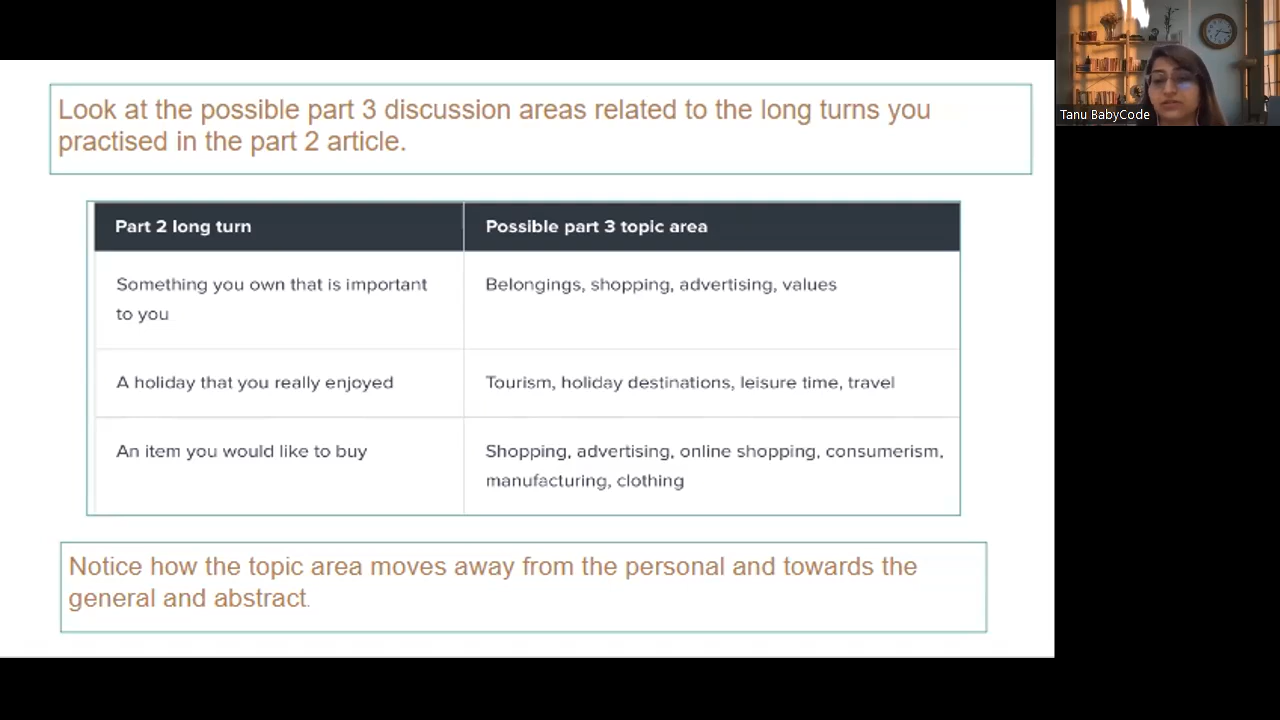 Look at the possible part 3 discussion areas related to the long turns you
practised in the part 2 article.
Part 2 long turn
Possible part 3 topic area
Something you own that is important
to you
Belongings, shopping, advertising, values
A holiday that you really enjoyed
Tourism, holiday destinations, leisure time, travel
An item you would like to buy
Shopping, advertising, online shopping, consumerism,
manufacturing, clothing
Notice how the topic area moves away from the personal and towards the
general and abstract.
Tanu BabyCode